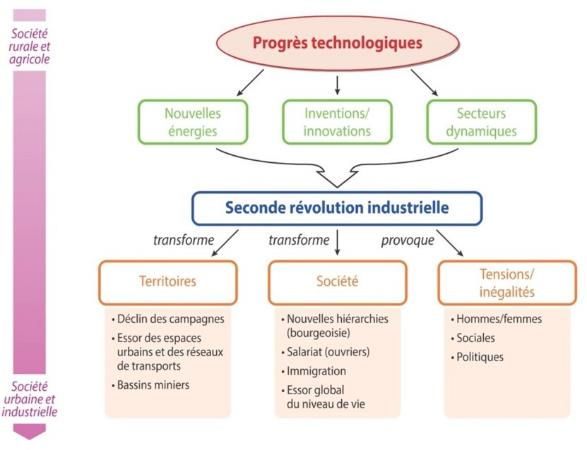 Société
rurale et
agricole
Progrès technologiques
Nouvelles
énergies
Inventions/
innovations
Secteurs
dynamiques
Seconde révolution industrielle
transforme
transforme
provoque
Territoires
• Déclin des campagnes
• Essor des espaces
urbains et des réseaux
de transports
• Bassins miniers
Société
• Nouvelles hiérarchies
(bourgeoisie)
• Salariat (ouvriers)
• Immigration
• Essor global
du niveau de vie
Tensions/
inégalités
• Hommes/femmes
• Sociales
• Politiques
Société
urbaine et
industrielle